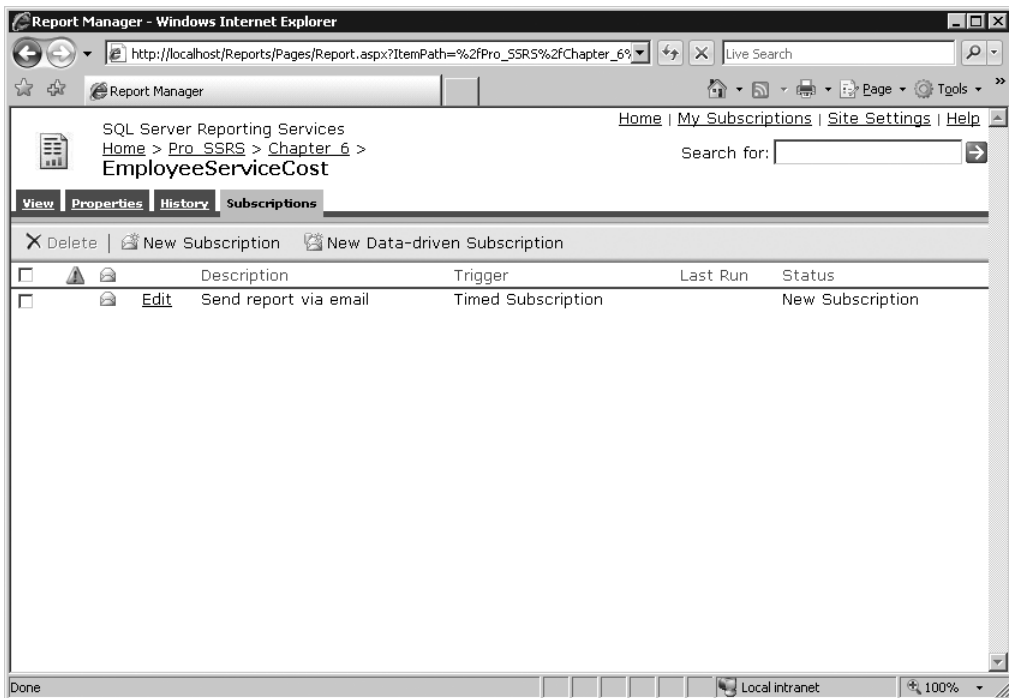 Report Manager - Windows Internet Explorer
http://localhost/Reports/Pages/Report.aspx?ItemPath=%2fPro_SSRS%2fChapter_6%
Live Search
Report Manager
Page
Tools
»
SQL Server Reporting Services
Home | My Subscriptions | Site Settings | Help
Home > Pro_SSRS > Chapter_6 >
EmployeeServiceCost
Search for:
View Properties History Subscriptions
Delete | New Subscription New Data-driven Subscription
Description Trigger Last Run Status
Edit Send report via email Timed Subscription New Subscription
Done Local intranet 100%